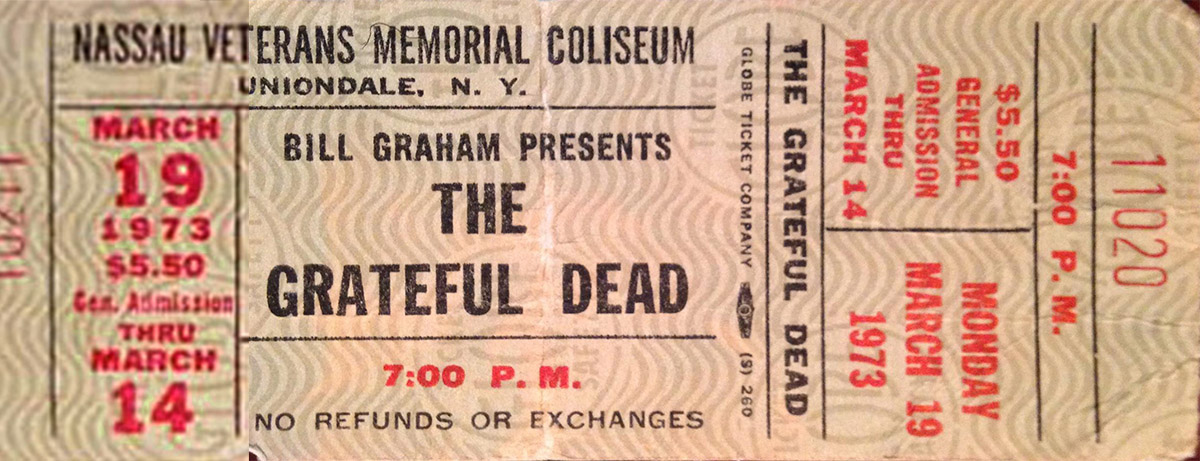 NASSAU VETERANS MEMORIAL COLISEUM
UNIONDALE, N. Y.
MARCH
19
1973
$5.50
Gen. Admission
THRU
MARCH
14
BILL GRAHAM PRESENTS
THE
GRATEFUL DEAD
7:00 P. M.
NO REFUNDS OR EXCHANGES
GLOBE TICKET COMPANY (S) 260
THE GRATEFUL DEAD
$5.50
GENERAL
ADMISSION
THRU
MARCH 14
MONDAY
MARCH 19
1973
7:00 P. M.
11020